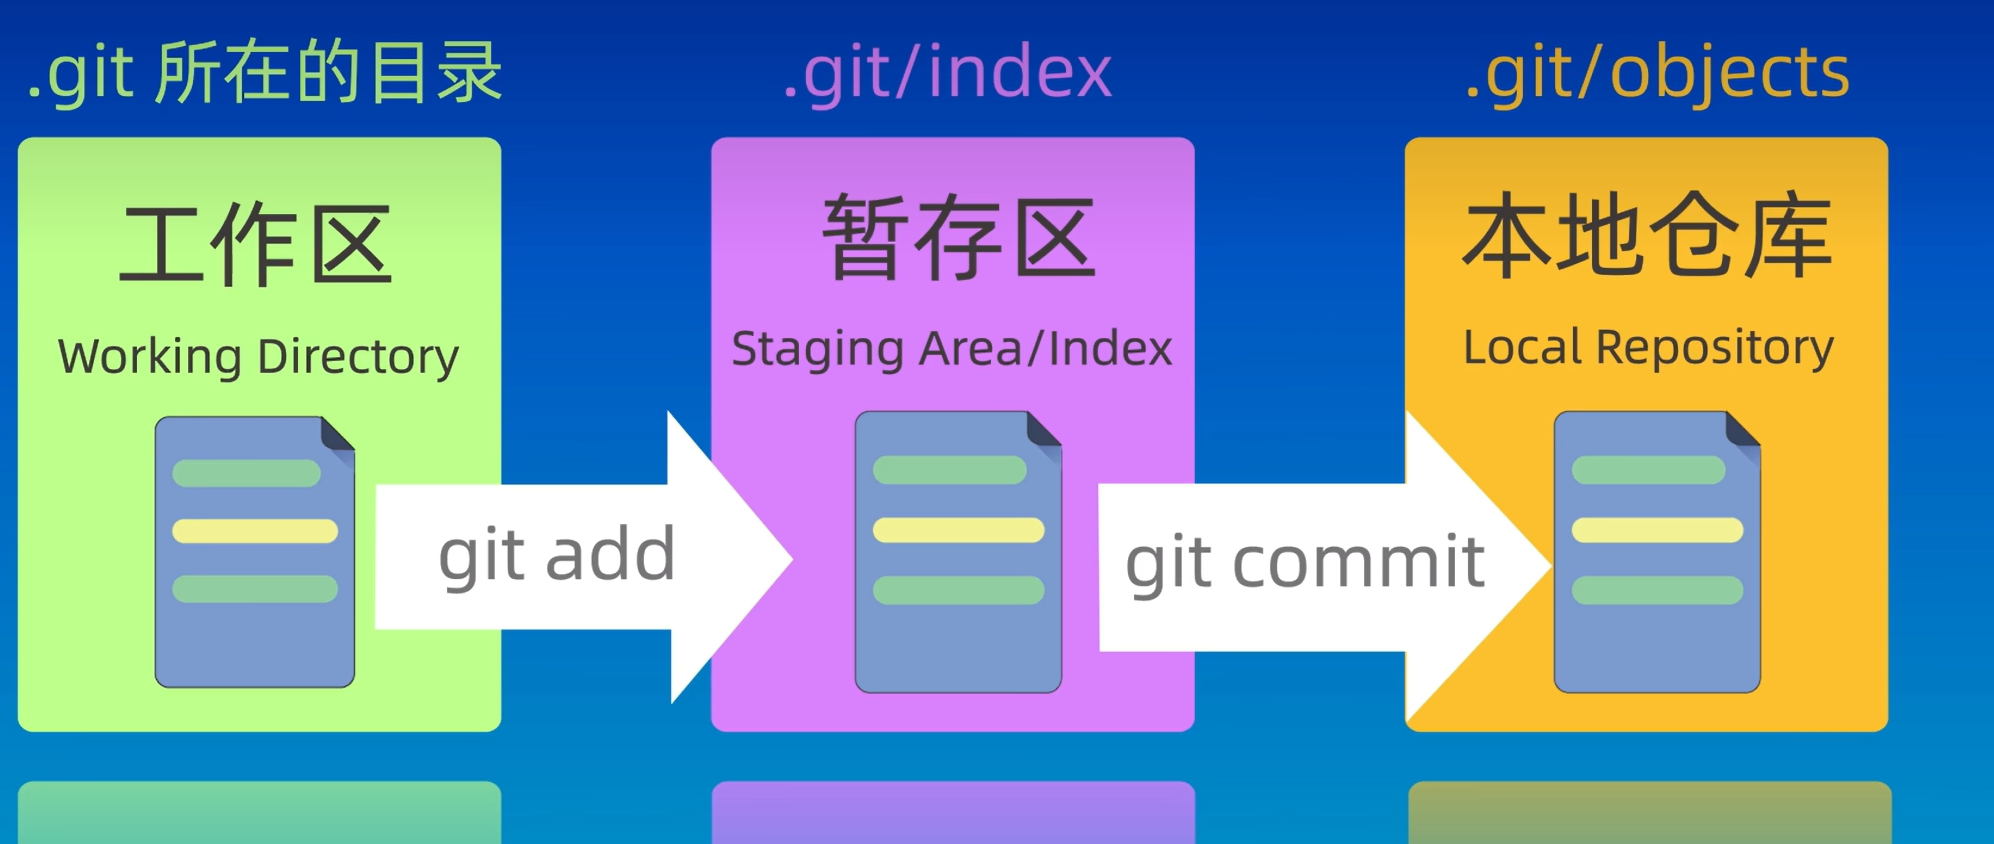 .git 所在的目录
.git/index
.git/objects
工作区
暂存区
本地仓库
Working Directory
Staging Area/Index
Local Repository
git add
git commit